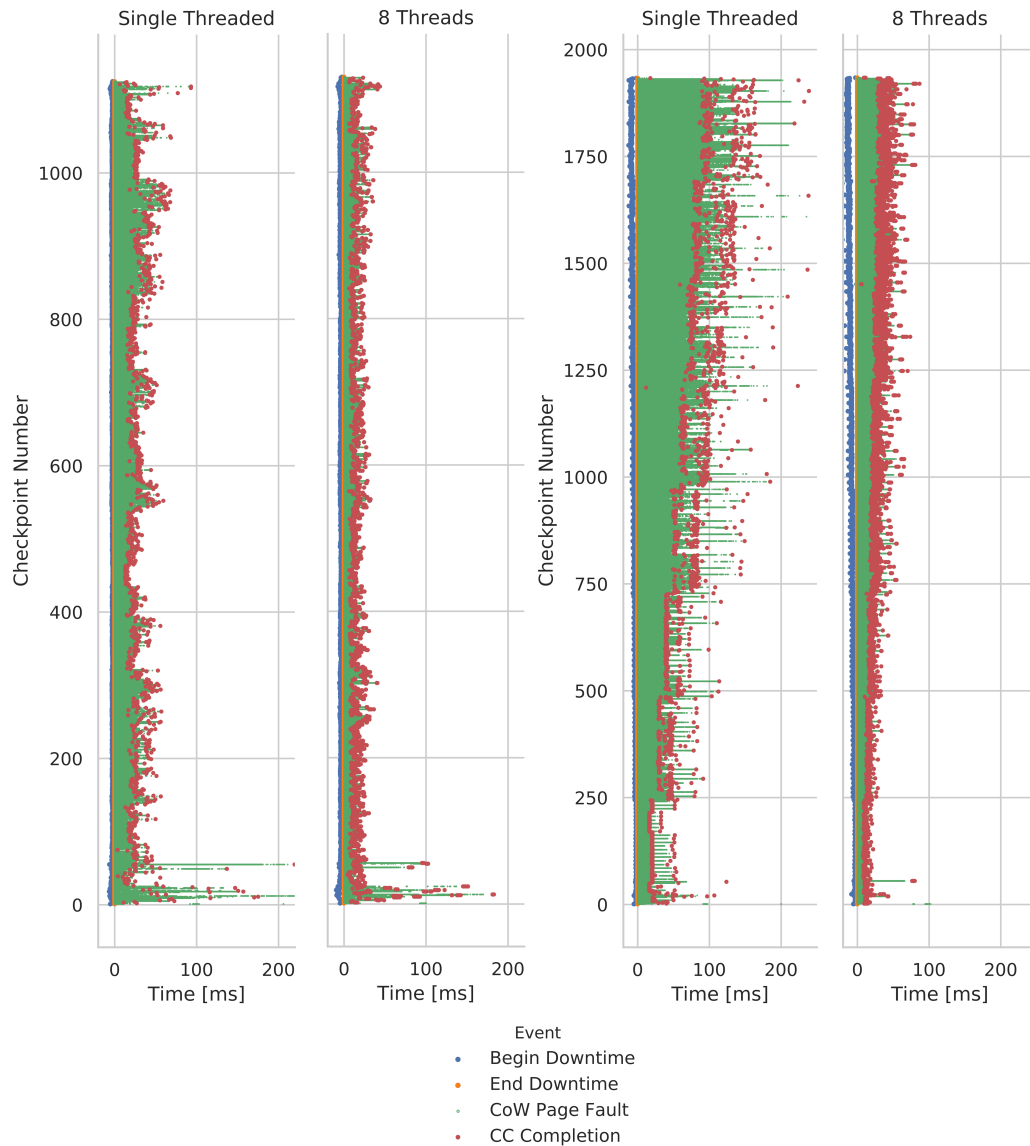 Single Threaded
8 Threads
Single Threaded
8 Threads
Checkpoint Number
1000
800
600
400
200
0
Checkpoint Number
2000
1750
1500
1250
1000
750
500
250
0
0 100 200
0 100 200
0 100 200
0 100 200
Time [ms]
Time [ms]
Time [ms]
Time [ms]
Event
Begin Downtime
End Downtime
CoW Page Fault
CC Completion